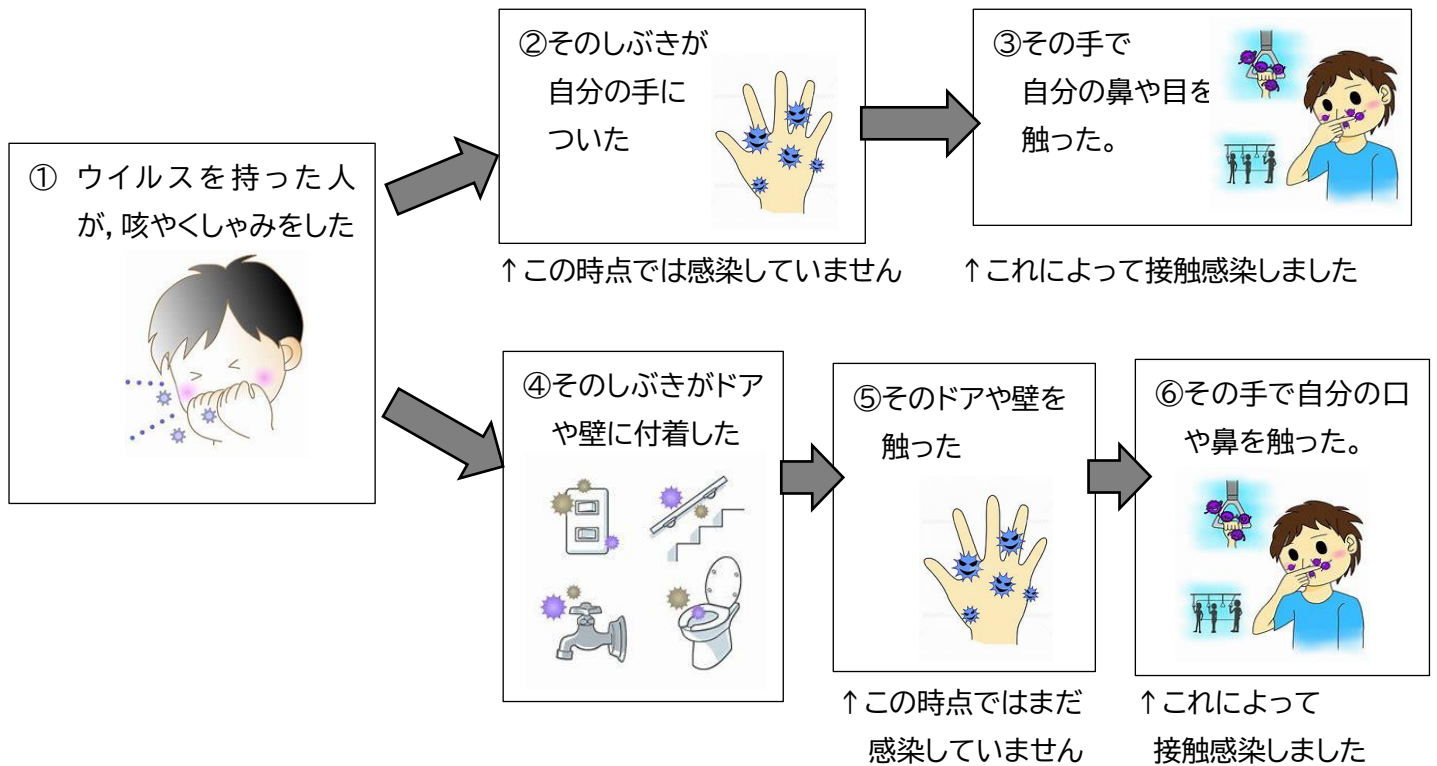 ① ウイルスを持った人
が，咳やくしゃみをした
②そのしぶきが
自分の手に
ついた
↑この時点では感染していません
③その手で
自分の鼻や目を
触った。
↑これによって接触感染しました
④そのしぶきがドア
や壁に付着した
⑤そのドアや壁を
触った
↑この時点ではまだ
感染していません
⑥その手で自分の口
や鼻を触った。
↑これによって
接触感染しました